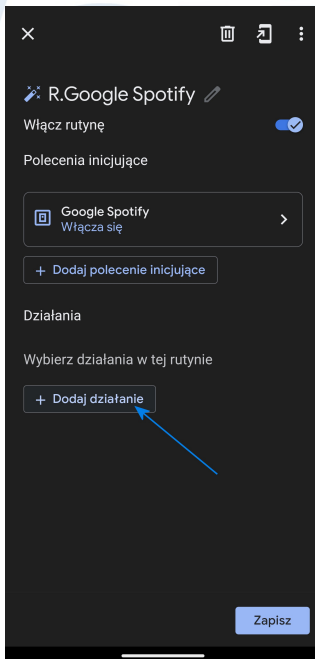 R.Google Spotify
Włącz rutynę
Polecenia inicjujące
Google Spotify
Włącza się
+ Dodaj polecenie inicjujące
Działania
Wybierz działania w tej rutynie
+ Dodaj działanie
Zapisz